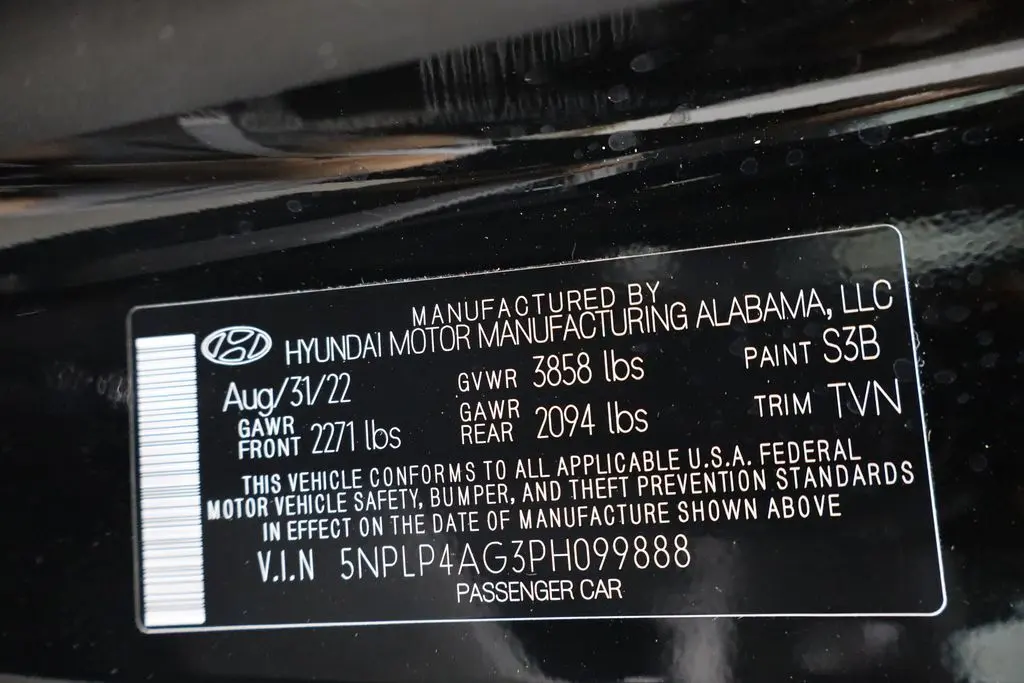 MANUFACTURED BY
HYUNDAI MOTOR MANUFACTURING ALABAMA, LLC
Aug/31/22 GVWR 3858 lbs PAINT S3B
GAWR FRONT 2271 lbs GAWR REAR 2094 lbs TRIM TVN
THIS VEHICLE CONFORMS TO ALL APPLICABLE U.S.A. FEDERAL
MOTOR VEHICLE SAFETY, BUMPER, AND THEFT PREVENTION STANDARDS
IN EFFECT ON THE DATE OF MANUFACTURE SHOWN ABOVE
V.I.N 5NPLP4AG3PH099888
PASSENGER CAR